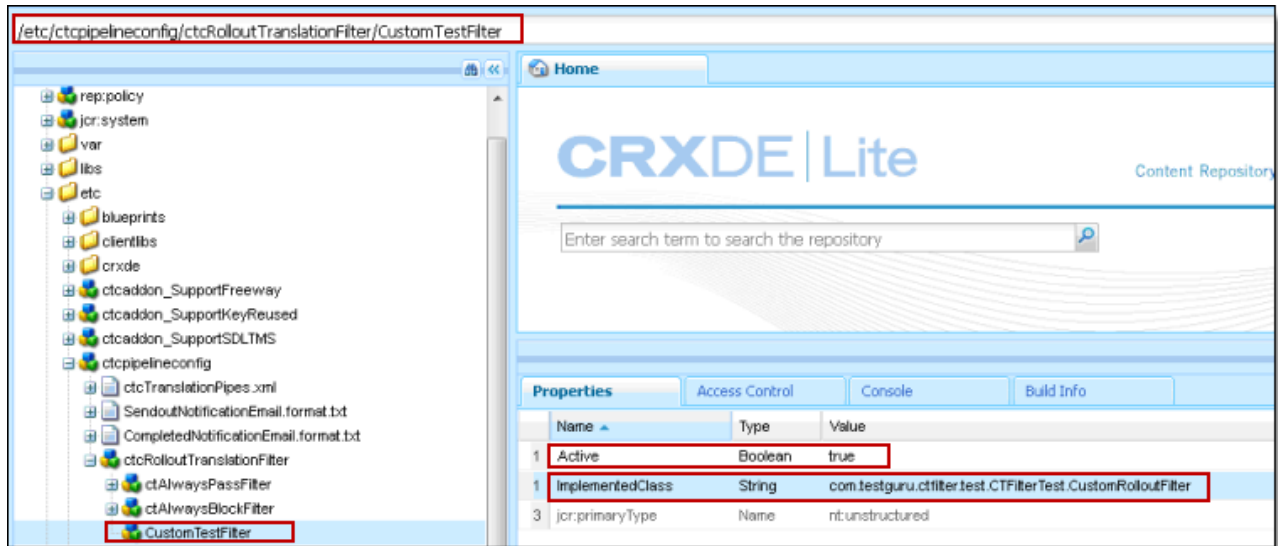 /etc/ctcpipelineconfig/ctcRolloutTranslationFilter/CustomTestFilter
Home
rep:policy
jcr:system
var
libs
etc
blueprints
clientlibs
crxde
ctcaddon_SupportFreeway
ctcaddon_SupportKeyReused
ctcaddon_SupportSDLTMS
ctcpipelineconfig
ctcTranslationPipes.xml
SendoutNotificationEmail.format.txt
CompletedNotificationEmail.format.txt
ctcRolloutTranslationFilter
ctAlwaysPassFilter
ctAlwaysBlockFilter
CustomTestFilter
CRXDE | Lite
Content Repository
Enter search term to search the repository
Properties Access Control Console Build Info
Name Type Value
1 Active Boolean true
1 ImplementedClass String com.testguru.ctfilter.test.CTFilterTest.CustomRolloutFilter
3 jcr:primaryType Name nt:unstructured